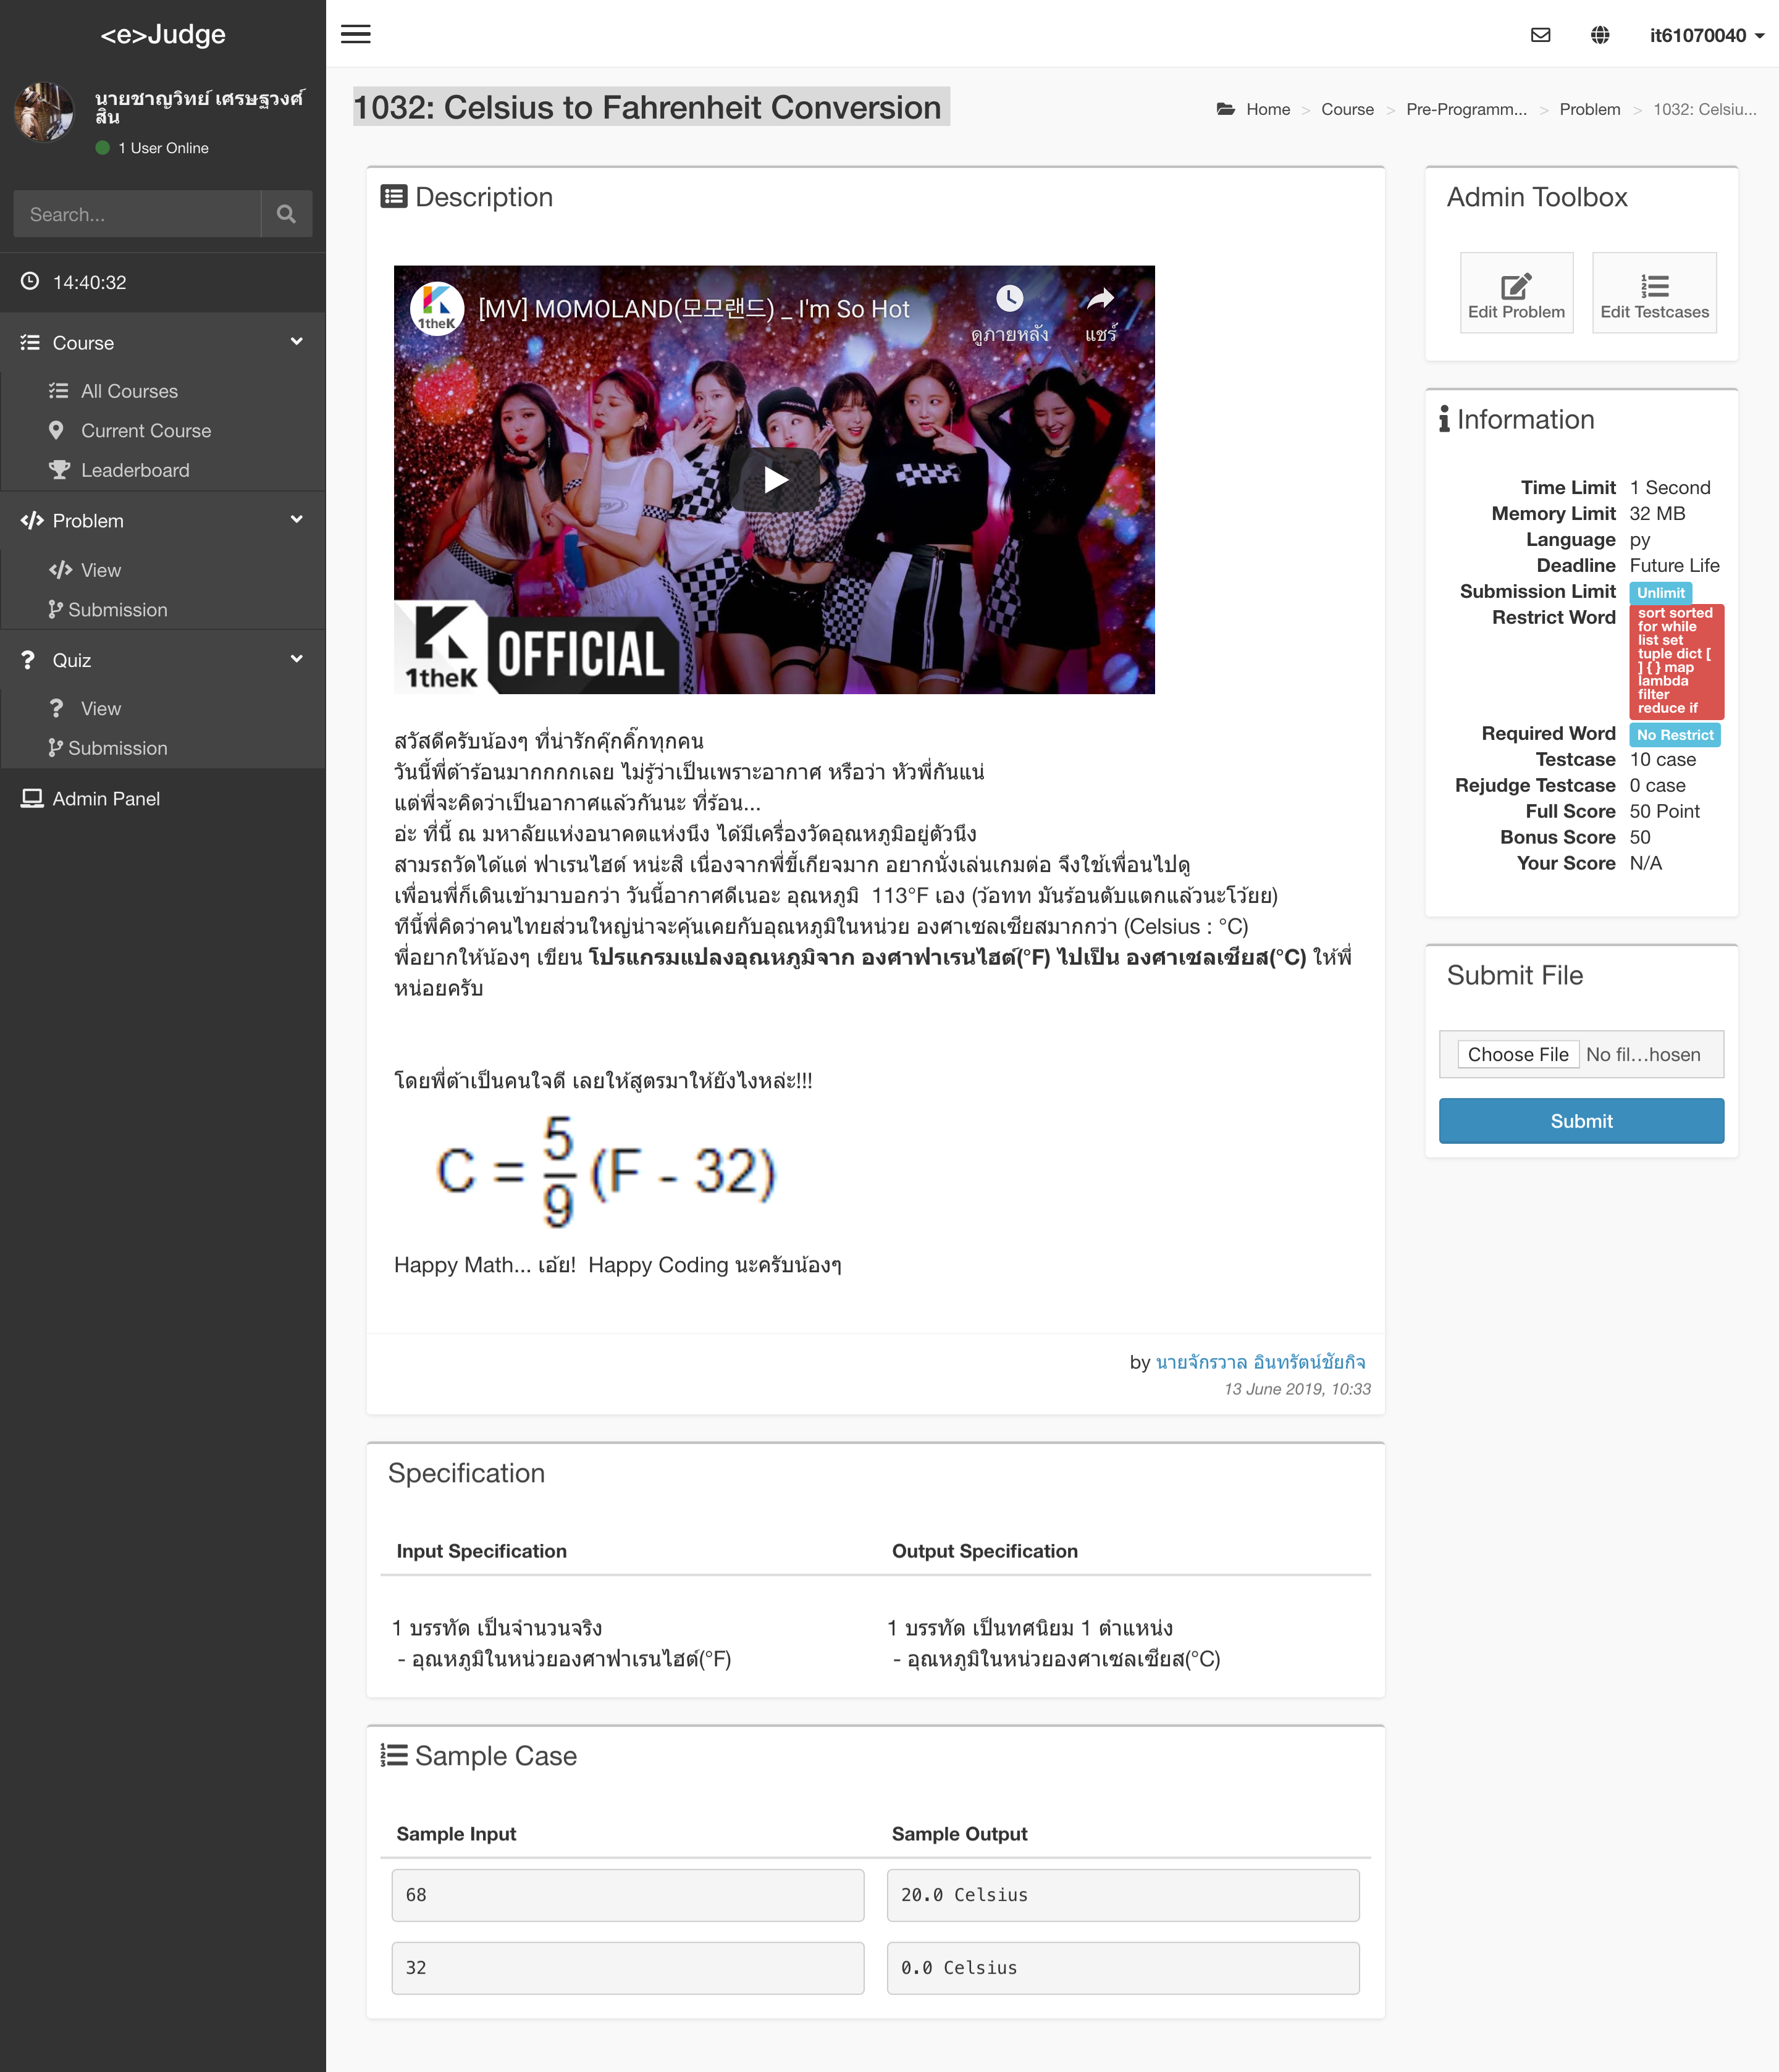 <e>Judge
it61070040
นายชาญวิทย์ เศรษฐวงศ์
สิน
1 User Online
Search...
14:40:32
Course
All Courses
Current Course
Leaderboard
Problem
View
Submission
Quiz
View
Submission
Admin Panel
1032: Celsius to Fahrenheit Conversion
Home > Course > Pre-Programm... > Problem > 1032: Celsiu...
Description
1theK
[MV] MOMOLAND(모모랜드) _ I'm So Hot
ดูภายหลัง
แชร์
K
1theK
OFFICIAL
สวัสดีครับน้องๆ ที่น่ารักคุ๊กคิ๊กทุกคน
วันนี้พี่ต้าร้อนมากกกกเลย ไม่รู้ว่าเป็นเพราะอากาศ หรือว่า หัวพี่กันแน่
แต่พี่จะคิดว่าเป็นอากาศแล้วกันนะ ที่ร้อน...
อ่ะ ที่นี้ ณ มหาลัยแห่งอนาคตแห่งนึง ได้มีเครื่องวัดอุณหภูมิอยู่ตัวนึง
สามรถวัดได้แต่ ฟาเรนไฮต์ หน่ะสิ เนื่องจากพี่ขี้เกียจมาก อยากนั่งเล่นเกมต่อ จึงใช้เพื่อนไปดู
เพื่อนพี่ก็เดินเข้ามาบอกว่า วันนี้อากาศดีเนอะ อุณหภูมิ 113°F เอง (ว้อทท มันร้อนตับแตกแล้วนะโว้ยย)
ทีนี้พี่คิดว่าคนไทยส่วนใหญ่น่าจะคุ้นเคยกับอุณหภูมิในหน่วย องศาเซลเซียสมากกว่า (Celsius : °C)
พี่อยากให้น้องๆ เขียน โปรแกรมแปลงอุณหภูมิจาก องศาฟาเรนไฮต์(°F) ไปเป็น องศาเซลเซียส(°C) ให้พี่
หน่อยครับ
โดยพี่ต้าเป็นคนใจดี เลยให้สูตรมาให้ยังไงหล่ะ!!!
C = 5/9 (F - 32)
Happy Math... เอ้ย! Happy Coding นะครับน้องๆ
by นายจักรวาล อินทรัตน์ชัยกิจ
13 June 2019, 10:33
Specification
Input Specification
Output Specification
1 บรรทัด เป็นจำนวนจริง
- อุณหภูมิในหน่วยองศาฟาเรนไฮต์(°F)
1 บรรทัด เป็นทศนิยม 1 ตำแหน่ง
- อุณหภูมิในหน่วยองศาเซลเซียส(°C)
Sample Case
Sample Input
Sample Output
68
20.0 Celsius
32
0.0 Celsius
Admin Toolbox
Edit Problem
Edit Testcases
Information
Time Limit 1 Second
Memory Limit 32 MB
Language py
Deadline Future Life
Submission Limit Unlimit
Restrict Word sort sorted
for while
list set
tuple dict [
] { } map
lambda
filter
reduce if
Required Word No Restrict
Testcase 10 case
Rejudge Testcase 0 case
Full Score 50 Point
Bonus Score 50
Your Score N/A
Submit File
Choose File No fil…hosen
Submit